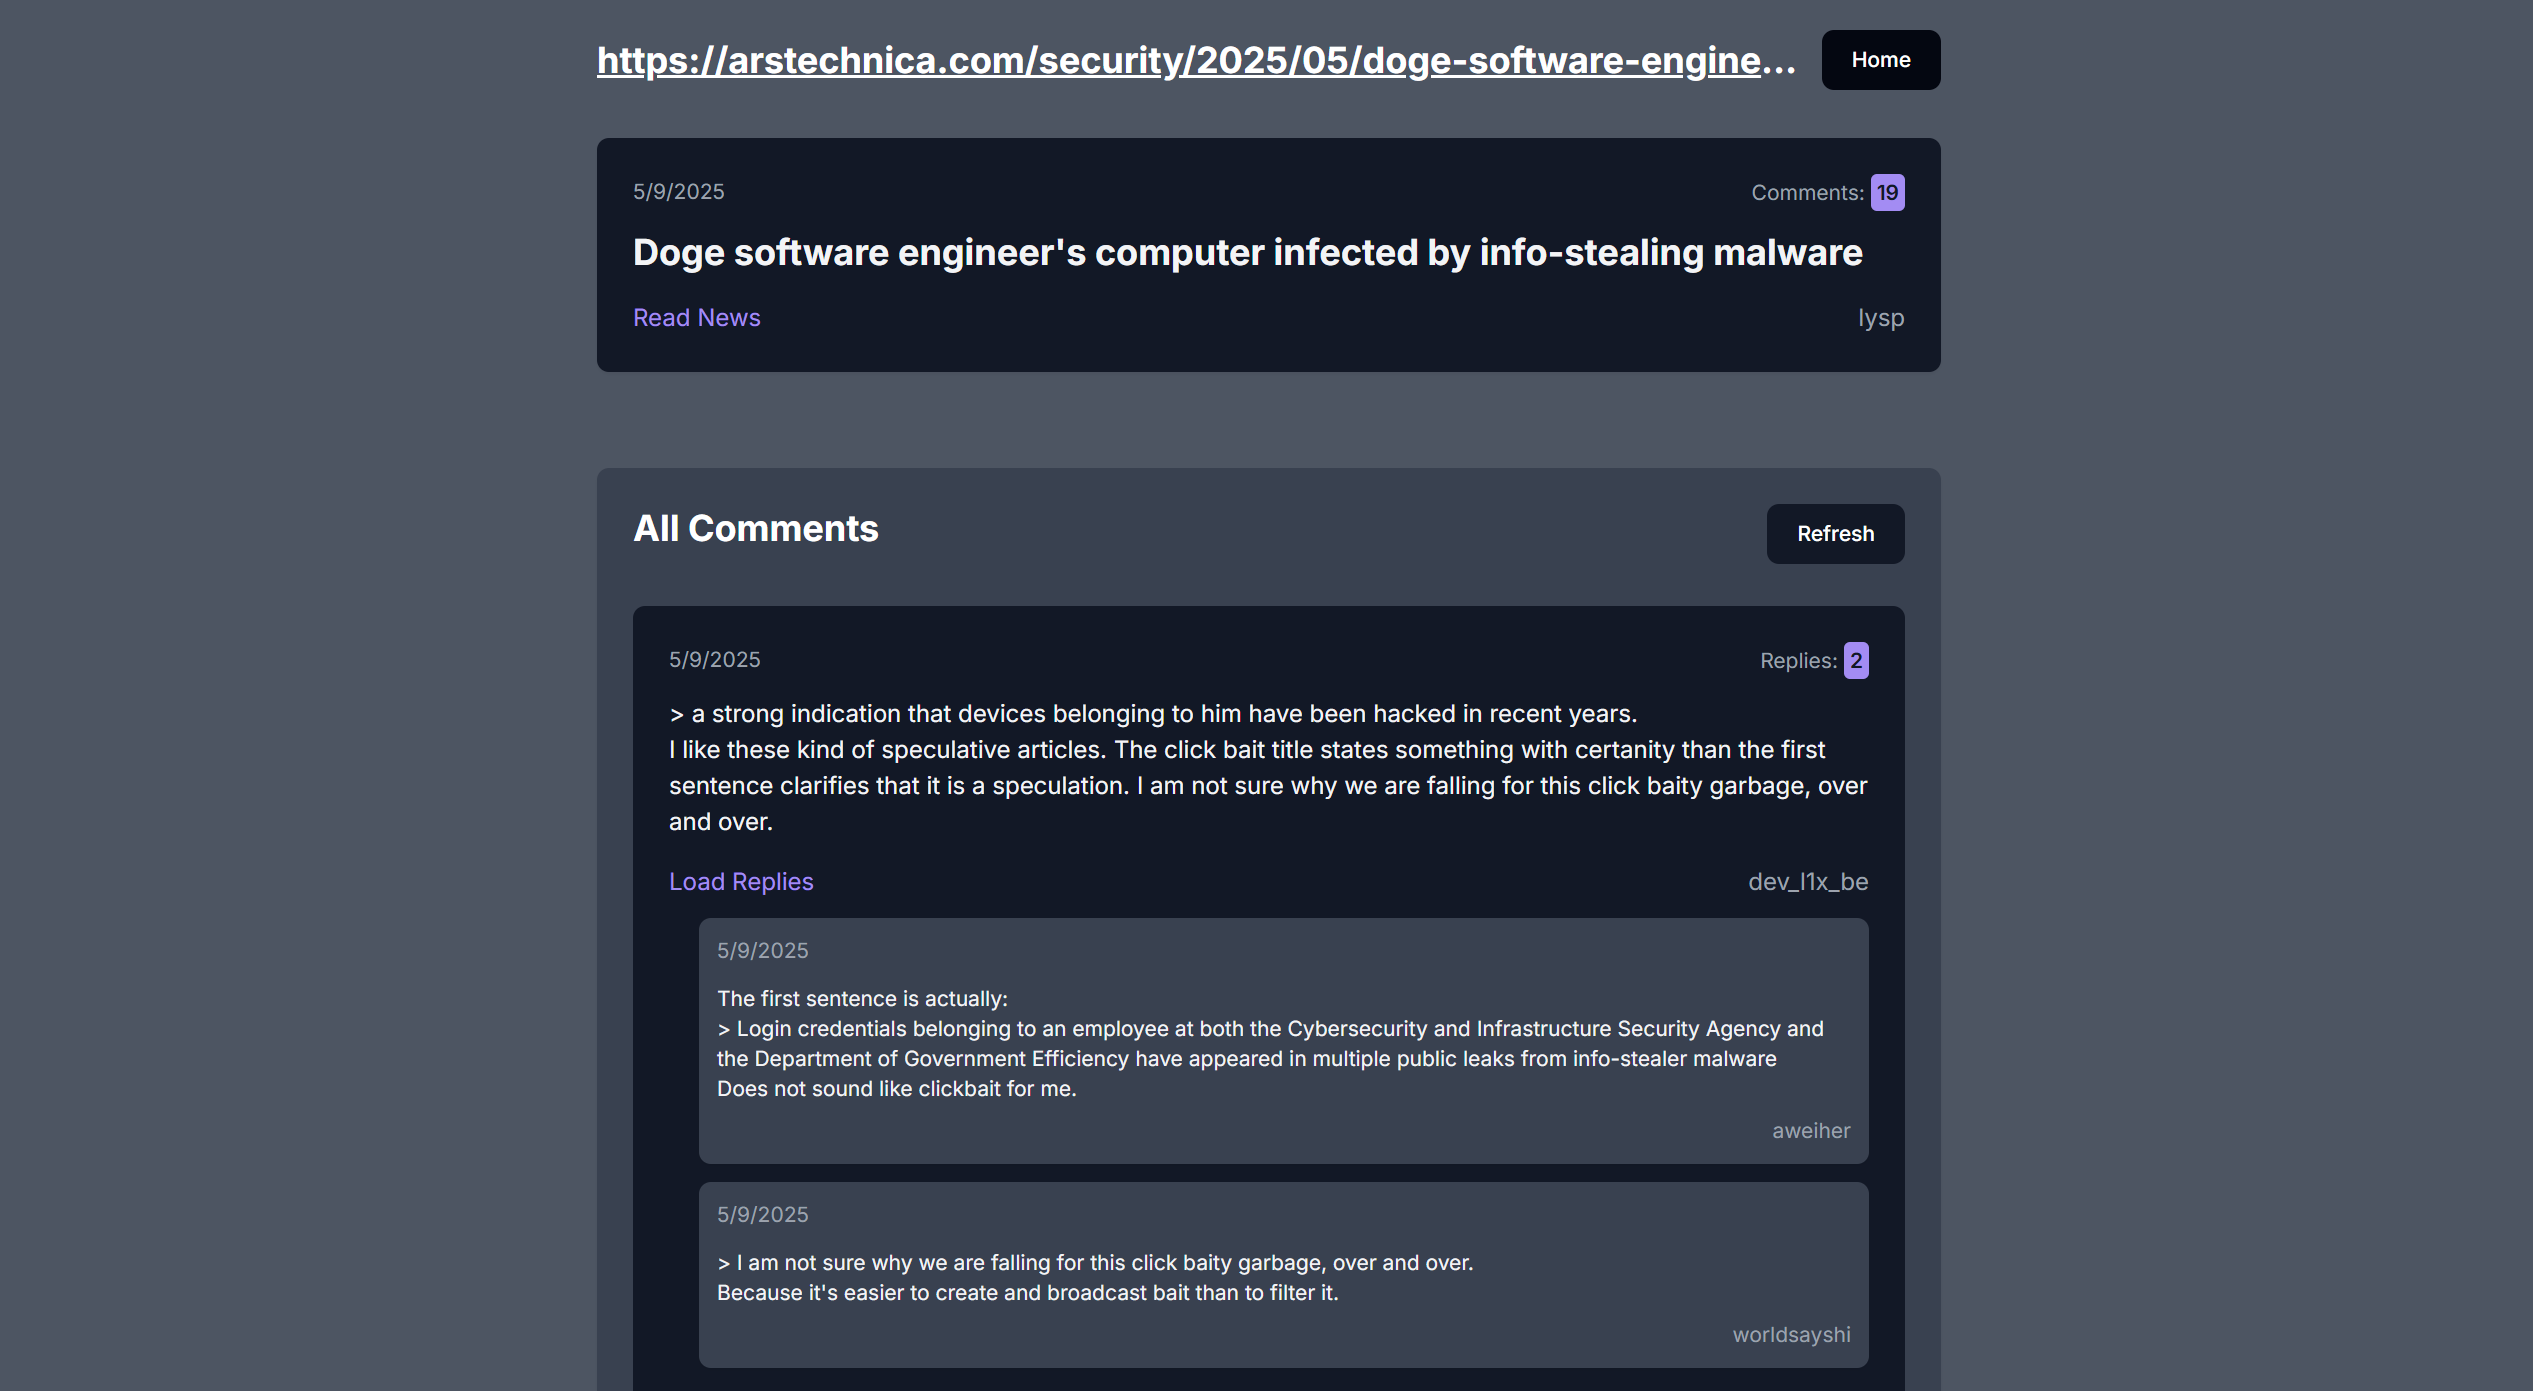 https://arstechnica.com/security/2025/05/doge-software-engine...
Home
5/9/2025
Comments: 19
Doge software engineer's computer infected by info-stealing malware
Read News
lysp
All Comments
Refresh
5/9/2025
Replies: 2
> a strong indication that devices belonging to him have been hacked in recent years.
I like these kind of speculative articles. The click bait title states something with certanity than the first
sentence clarifies that it is a speculation. I am not sure why we are falling for this click baity garbage, over
and over.
Load Replies
dev_l1x_be
5/9/2025
The first sentence is actually:
> Login credentials belonging to an employee at both the Cybersecurity and Infrastructure Security Agency and
the Department of Government Efficiency have appeared in multiple public leaks from info-stealer malware
Does not sound like clickbait for me.
aweiher
5/9/2025
> I am not sure why we are falling for this click baity garbage, over and over.
Because it's easier to create and broadcast bait than to filter it.
worldsayshi